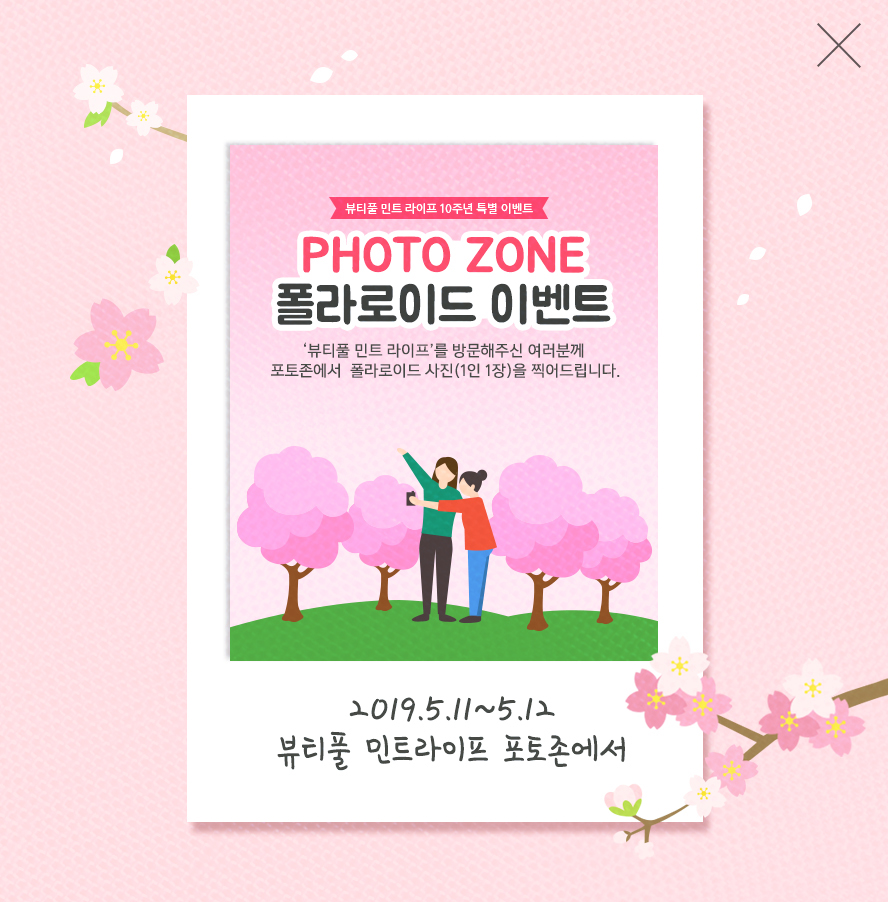 뷰티풀 민트 라이프 10주년 특별 이벤트
PHOTO ZONE
폴라로이드 이벤트
‘뷰티풀 민트 라이프’를 방문해주신 여러분께
포토존에서 폴라로이드 사진(1인 1장)을 찍어드립니다.
2019.5.11~5.12
뷰티풀 민트라이프 포토존에서